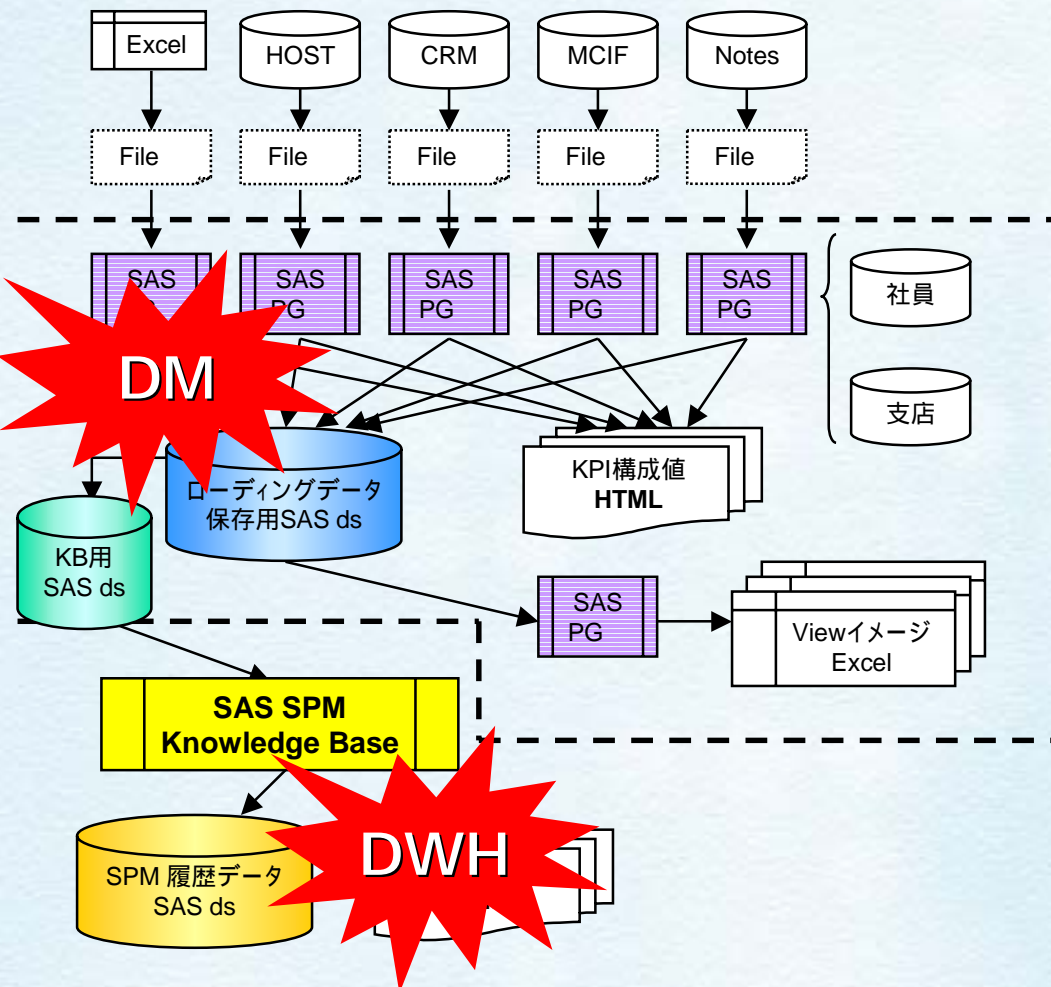 Excel
HOST
CRM
MCIF
Notes
File
File
File
File
File
SAS
SAS
PG
SAS
PG
SAS
PG
SAS
PG
社員
支店
DM
ローディングデータ
保存用SAS ds
KPI構成値
HTML
KB用
SAS ds
SAS
PG
Viewイメージ
Excel
SAS SPM
Knowledge Base
SPM 履歴データ
SAS ds
DWH